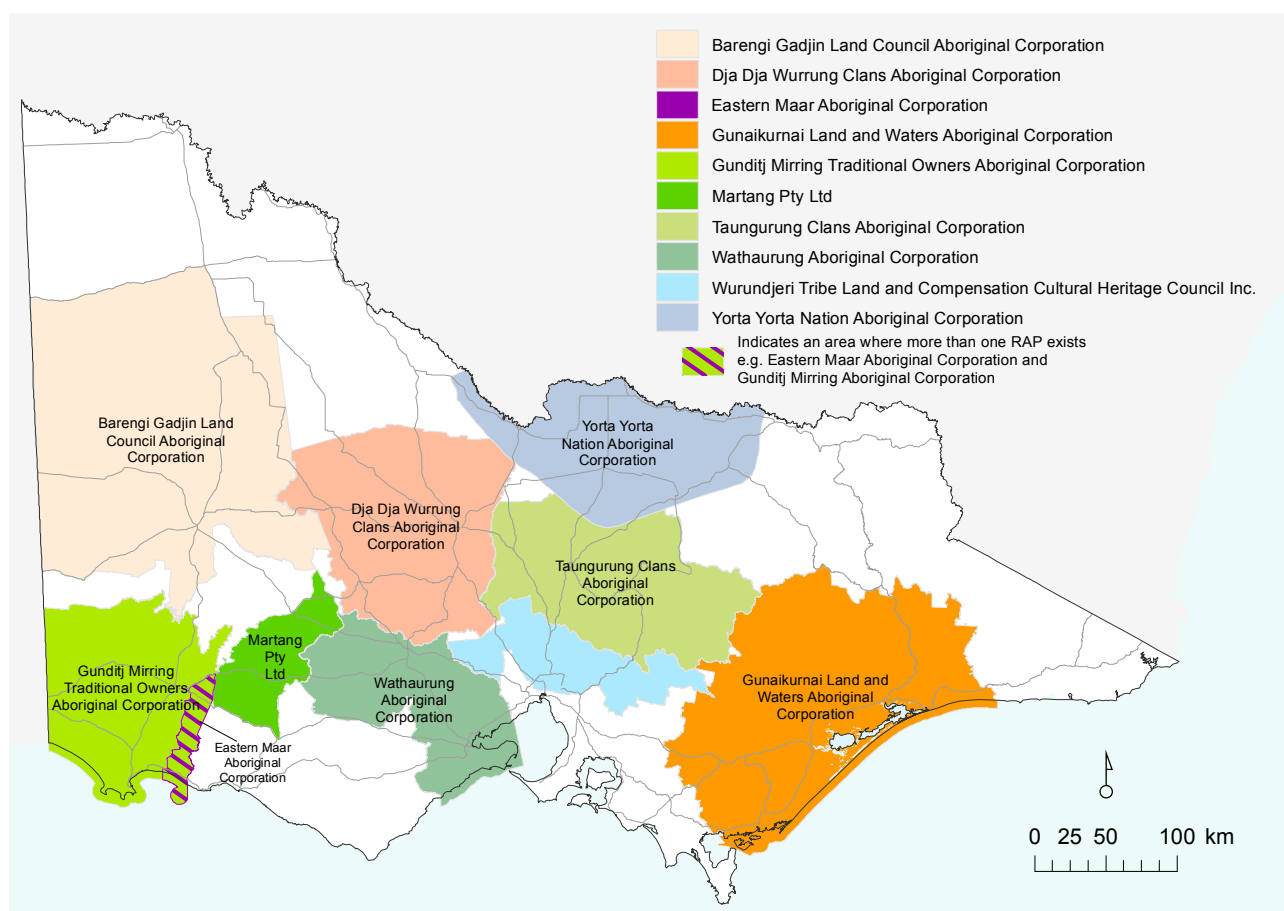 Barengi Gadjin Land Council Aboriginal Corporation
Dja Dja Wurrung Clans Aboriginal Corporation
Eastern Maar Aboriginal Corporation
Gunaikurnai Land and Waters Aboriginal Corporation
Gunditj Mirring Traditional Owners Aboriginal Corporation
Martang Pty Ltd
Taungurung Clans Aboriginal Corporation
Wathaurung Aboriginal Corporation
Wurundjeri Tribe Land and Compensation Cultural Heritage Council Inc.
Yorta Yorta Nation Aboriginal Corporation
Indicates an area where more than one RAP exists
e.g. Eastern Maar Aboriginal Corporation and
Gunditj Mirring Aboriginal Corporation
Barengi Gadjin Land
Council Aboriginal
Corporation
Yorta Yorta
Nation Aboriginal
Corporation
Dja Dja Wurrung
Clans Aboriginal
Corporation
Taungurung Clans
Aboriginal
Corporation
Martang
Pty
Ltd
Gunditj Mirring
Traditional Owners
Aboriginal Corporation
Wathaurung
Aboriginal
Corporation
Gunaikurnai Land and
Waters Aboriginal
Corporation
Eastern Maar
Aboriginal
Corporation
0 25 50 100 km